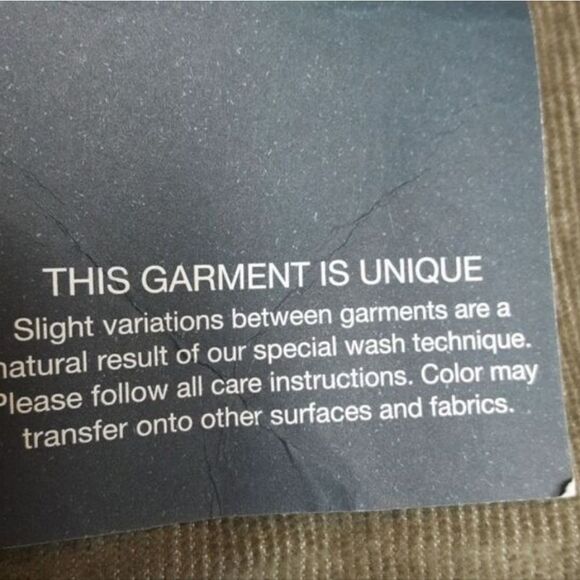 THIS GARMENT IS UNIQUE
Slight variations between garments are a
natural result of our special wash technique.
Please follow all care instructions. Color may
transfer onto other surfaces and fabrics.